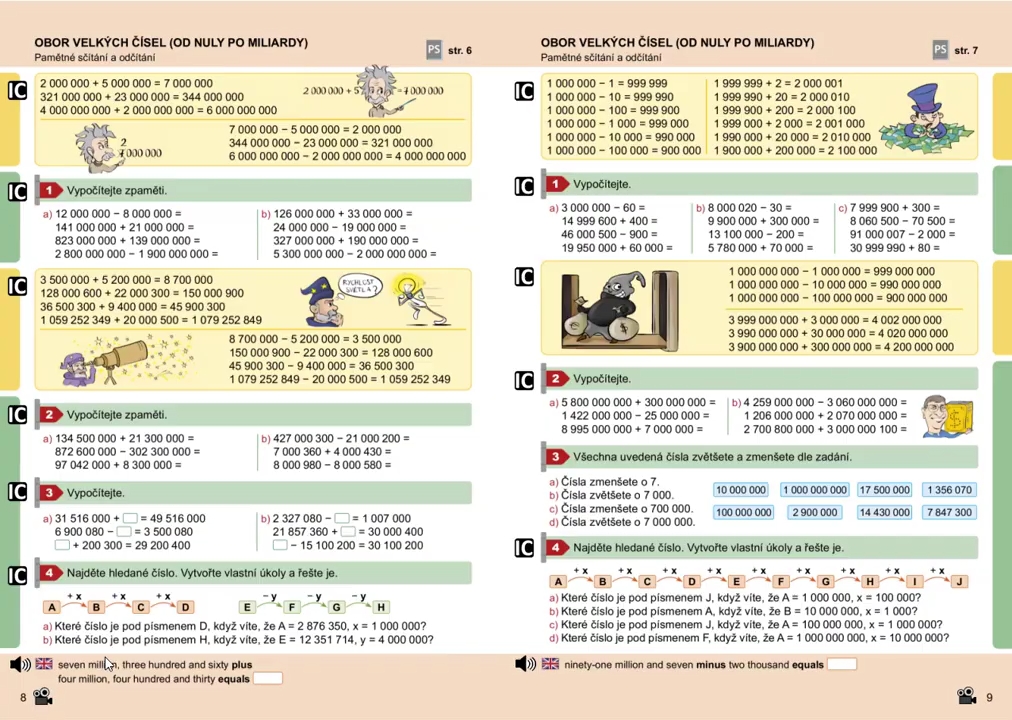 OBOR VELKÝCH ČÍSEL (OD NULY PO MILIARDY)
Pamětné sčítání a odčítání
PS str. 6
IC
2 000 000 + 5 000 000 = 7 000 000
321 000 000 + 23 000 000 = 344 000 000
4 000 000 000 + 2 000 000 000 = 6 000 000 000
2 000 000 + 5 = 7 000 000
2
7 000 000
7 000 000 − 5 000 000 = 2 000 000
344 000 000 − 23 000 000 = 321 000 000
6 000 000 000 − 2 000 000 000 = 4 000 000 000
IC
1 Vypočítejte zpaměti.
a) 12 000 000 − 8 000 000 =
141 000 000 + 21 000 000 =
823 000 000 + 139 000 000 =
2 800 000 000 − 1 900 000 000 =
b) 126 000 000 + 33 000 000 =
24 000 000 − 19 000 000 =
327 000 000 + 190 000 000 =
5 300 000 000 − 2 000 000 000 =
IC
3 500 000 + 5 200 000 = 8 700 000
128 000 600 + 22 000 300 = 150 000 900
36 500 300 + 9 400 000 = 45 900 300
1 059 252 349 + 20 000 500 = 1 079 252 849
RYCHLOST
SVĚTLA?
8 700 000 − 5 200 000 = 3 500 000
150 000 900 − 22 000 300 = 128 000 600
45 900 300 − 9 400 000 = 36 500 300
1 079 252 849 − 20 000 500 = 1 059 252 349
IC
2 Vypočítejte zpaměti.
a) 134 500 000 + 21 300 000 =
872 600 000 − 302 300 000 =
97 042 000 + 8 300 000 =
b) 427 000 300 − 21 000 200 =
7 000 360 + 4 000 430 =
8 000 980 − 8 000 580 =
IC
3 Vypočítejte.
a) 31 516 000 + = 49 516 000
6 900 080 − = 3 500 080
+ 200 300 = 29 200 400
b) 2 327 080 − = 1 007 000
21 857 360 + = 30 000 400
− 15 100 200 = 30 100 200
IC
4 Najděte hledané číslo. Vytvořte vlastní úkoly a řešte je.
+ x + x + x
A B C D
− y − y − y
E F G H
a) Které číslo je pod písmenem D, když víte, že A = 2 876 350, x = 1 000 000?
b) Které číslo je pod písmenem H, když víte, že E = 12 351 714, y = 4 000 000?
seven million, three hundred and sixty plus
four million, four hundred and thirty equals
8
OBOR VELKÝCH ČÍSEL (OD NULY PO MILIARDY)
Pamětné sčítání a odčítání
PS str. 7
IC
1 000 000 − 1 = 999 999
1 000 000 − 10 = 999 990
1 000 000 − 100 = 999 900
1 000 000 − 1 000 = 999 000
1 000 000 − 10 000 = 990 000
1 000 000 − 100 000 = 900 000
1 999 999 + 2 = 2 000 001
1 999 990 + 20 = 2 000 010
1 999 900 + 200 = 2 000 100
1 999 000 + 2 000 = 2 001 000
1 990 000 + 20 000 = 2 010 000
1 900 000 + 200 000 = 2 100 000
IC
1 Vypočítejte.
a) 3 000 000 − 60 =
14 999 600 + 400 =
46 000 500 − 900 =
19 950 000 + 60 000 =
b) 8 000 020 − 30 =
9 900 000 + 300 000 =
13 100 000 − 200 =
5 780 000 + 70 000 =
c) 7 999 900 + 300 =
8 060 500 − 70 500 =
91 000 007 − 2 000 =
30 999 990 + 80 =
IC
$
1 000 000 000 − 1 000 000 = 999 000 000
1 000 000 000 − 10 000 000 = 990 000 000
1 000 000 000 − 100 000 000 = 900 000 000
3 999 000 000 + 3 000 000 = 4 002 000 000
3 990 000 000 + 30 000 000 = 4 020 000 000
3 900 000 000 + 300 000 000 = 4 200 000 000
IC
2 Vypočítejte.
a) 5 800 000 000 + 300 000 000 =
1 422 000 000 − 25 000 000 =
8 995 000 000 + 7 000 000 =
b) 4 259 000 000 − 3 060 000 000 =
1 206 000 000 + 2 070 000 000 =
2 700 800 000 + 3 000 000 100 =
$
3 Všechna uvedená čísla zvětšete a zmenšete dle zadání.
a) Čísla zmenšete o 7.
b) Čísla zvětšete o 7 000.
c) Čísla zmenšete o 700 000.
d) Čísla zvětšete o 7 000 000.
10 000 000 1 000 000 000 17 500 000 1 356 070
100 000 000 2 900 000 14 430 000 7 847 300
IC
4 Najděte hledané číslo. Vytvořte vlastní úkoly a řešte je.
+ x + x + x + x + x + x + x + x + x
A B C D E F G H I J
a) Které číslo je pod písmenem J, když víte, že A = 1 000 000, x = 100 000?
b) Které číslo je pod písmenem A, když víte, že B = 10 000 000, x = 1 000?
c) Které číslo je pod písmenem J, když víte, že A = 100 000 000, x = 1 000 000?
d) Které číslo je pod písmenem F, když víte, že A = 1 000 000 000, x = 10 000 000?
ninety-one million and seven minus two thousand equals
9